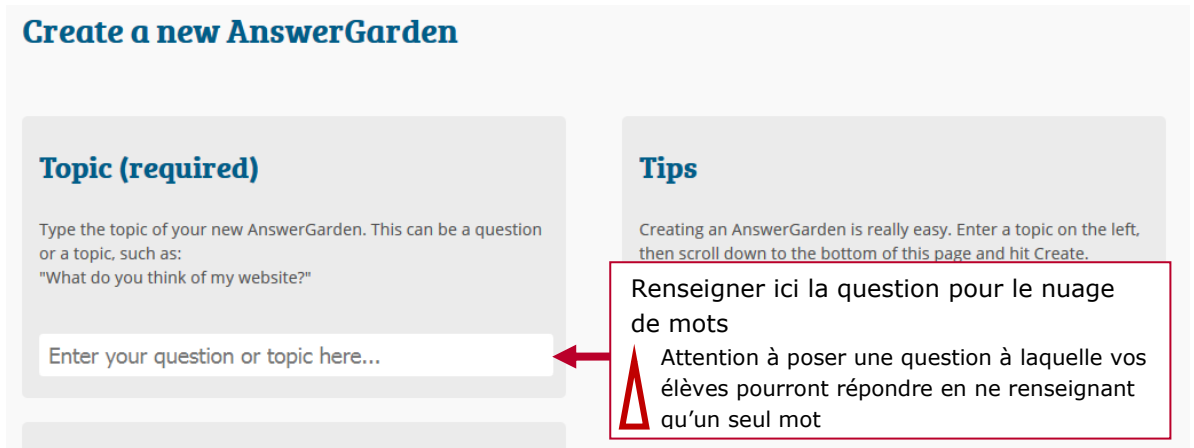 Create a new AnswerGarden
Topic (required)
Type the topic of your new AnswerGarden. This can be a question
or a topic, such as:
"What do you think of my website?"
Enter your question or topic here...
Tips
Creating an AnswerGarden is really easy. Enter a topic on the left,
then scroll down to the bottom of this page and hit Create.
Renseigner ici la question pour le nuage
de mots
Attention à poser une question à laquelle vos
élèves pourront répondre en ne renseignant
qu'un seul mot